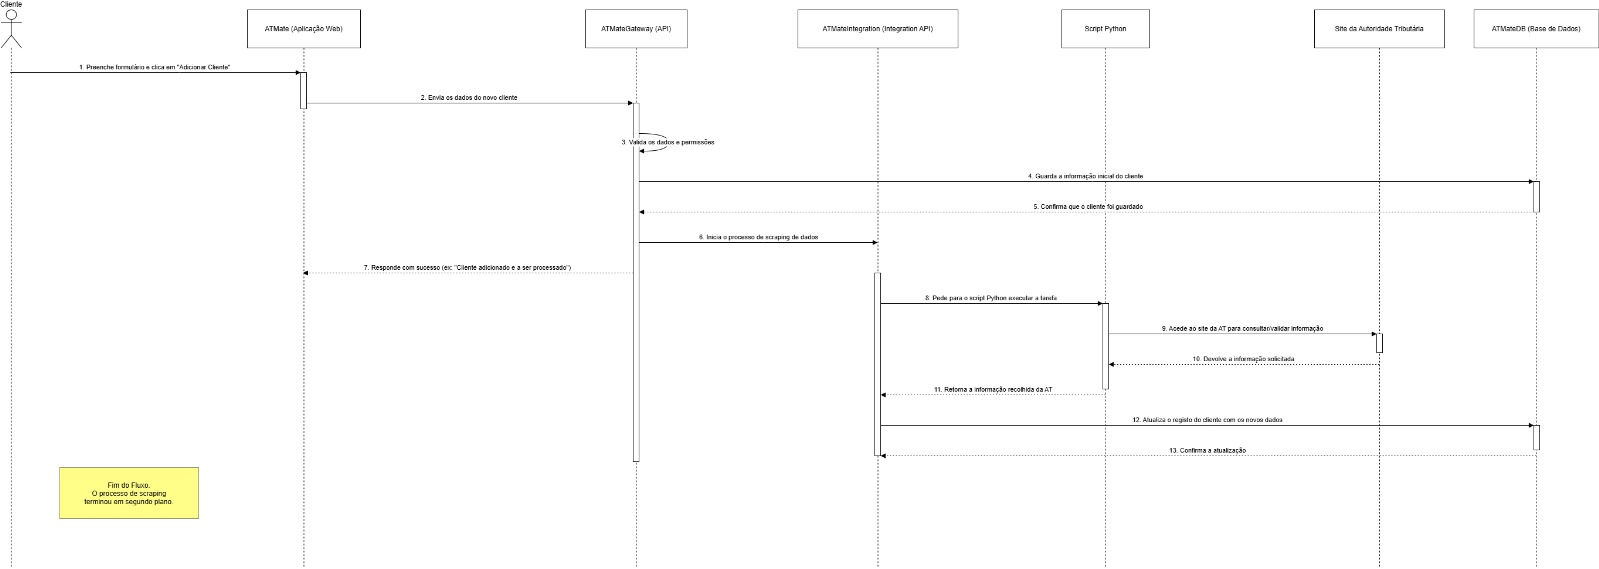 Cliente
ATMate (Aplicação Web)
ATMateGateway (API)
ATMateIntegration (Integration API)
Script Python
Site da Autoridade Tributária
ATMateDB (Base de Dados)
1. Preenche formulário e clica em "Adicionar Cliente"
2. Envia os dados do novo cliente
3. Valida os dados e permissões
4. Guarda a informação inicial do cliente
5. Confirma que o cliente foi guardado
6. Inicia o processo de scraping de dados
7. Responde com sucesso (ex: "Cliente adicionado e a ser processado")
8. Pede para o script Python executar a tarefa
9. Acede ao site da AT para consultar/validar informação
10. Devolve a informação solicitada
11. Retorna a informação recolhida da AT
12. Atualiza o registo do cliente com os novos dados
13. Confirma a atualização
Fim do Fluxo.
O processo de scraping
terminou em segundo plano.